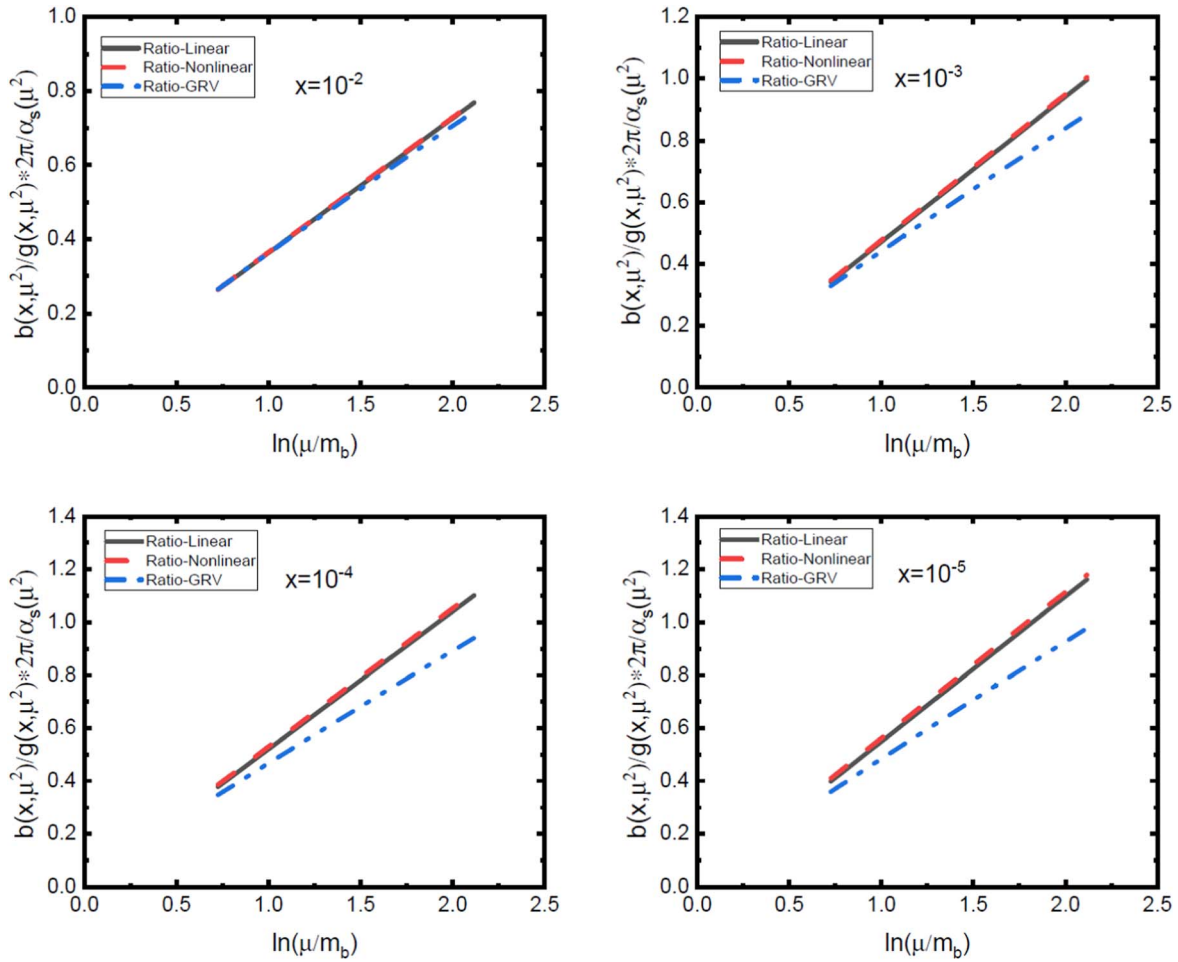 1.0
0.8
0.6
0.4
0.2
0.0
b(x,μ²)/g(x,μ²)*2π/αₛ(μ²)
Ratio-Linear
Ratio-Nonlinear
Ratio-GRV
x=10⁻²
0.0 0.5 1.0 1.5 2.0 2.5
ln(μ/m_b)
1.2
1.0
0.8
0.6
0.4
0.2
0.0
b(x,μ²)/g(x,μ²)*2π/αₛ(μ²)
Ratio-Linear
Ratio-Nonlinear
Ratio-GRV
x=10⁻³
0.0 0.5 1.0 1.5 2.0 2.5
ln(μ/m_b)
1.4
1.2
1.0
0.8
0.6
0.4
0.2
0.0
b(x,μ²)/g(x,μ²)*2π/αₛ(μ²)
Ratio-Linear
Ratio-Nonlinear
Ratio-GRV
x=10⁻⁴
0.0 0.5 1.0 1.5 2.0 2.5
ln(μ/m_b)
1.4
1.2
1.0
0.8
0.6
0.4
0.2
0.0
b(x,μ²)/g(x,μ²)*2π/αₛ(μ²)
Ratio-Linear
Ratio-Nonlinear
Ratio-GRV
x=10⁻⁵
0.0 0.5 1.0 1.5 2.0 2.5
ln(μ/m_b)